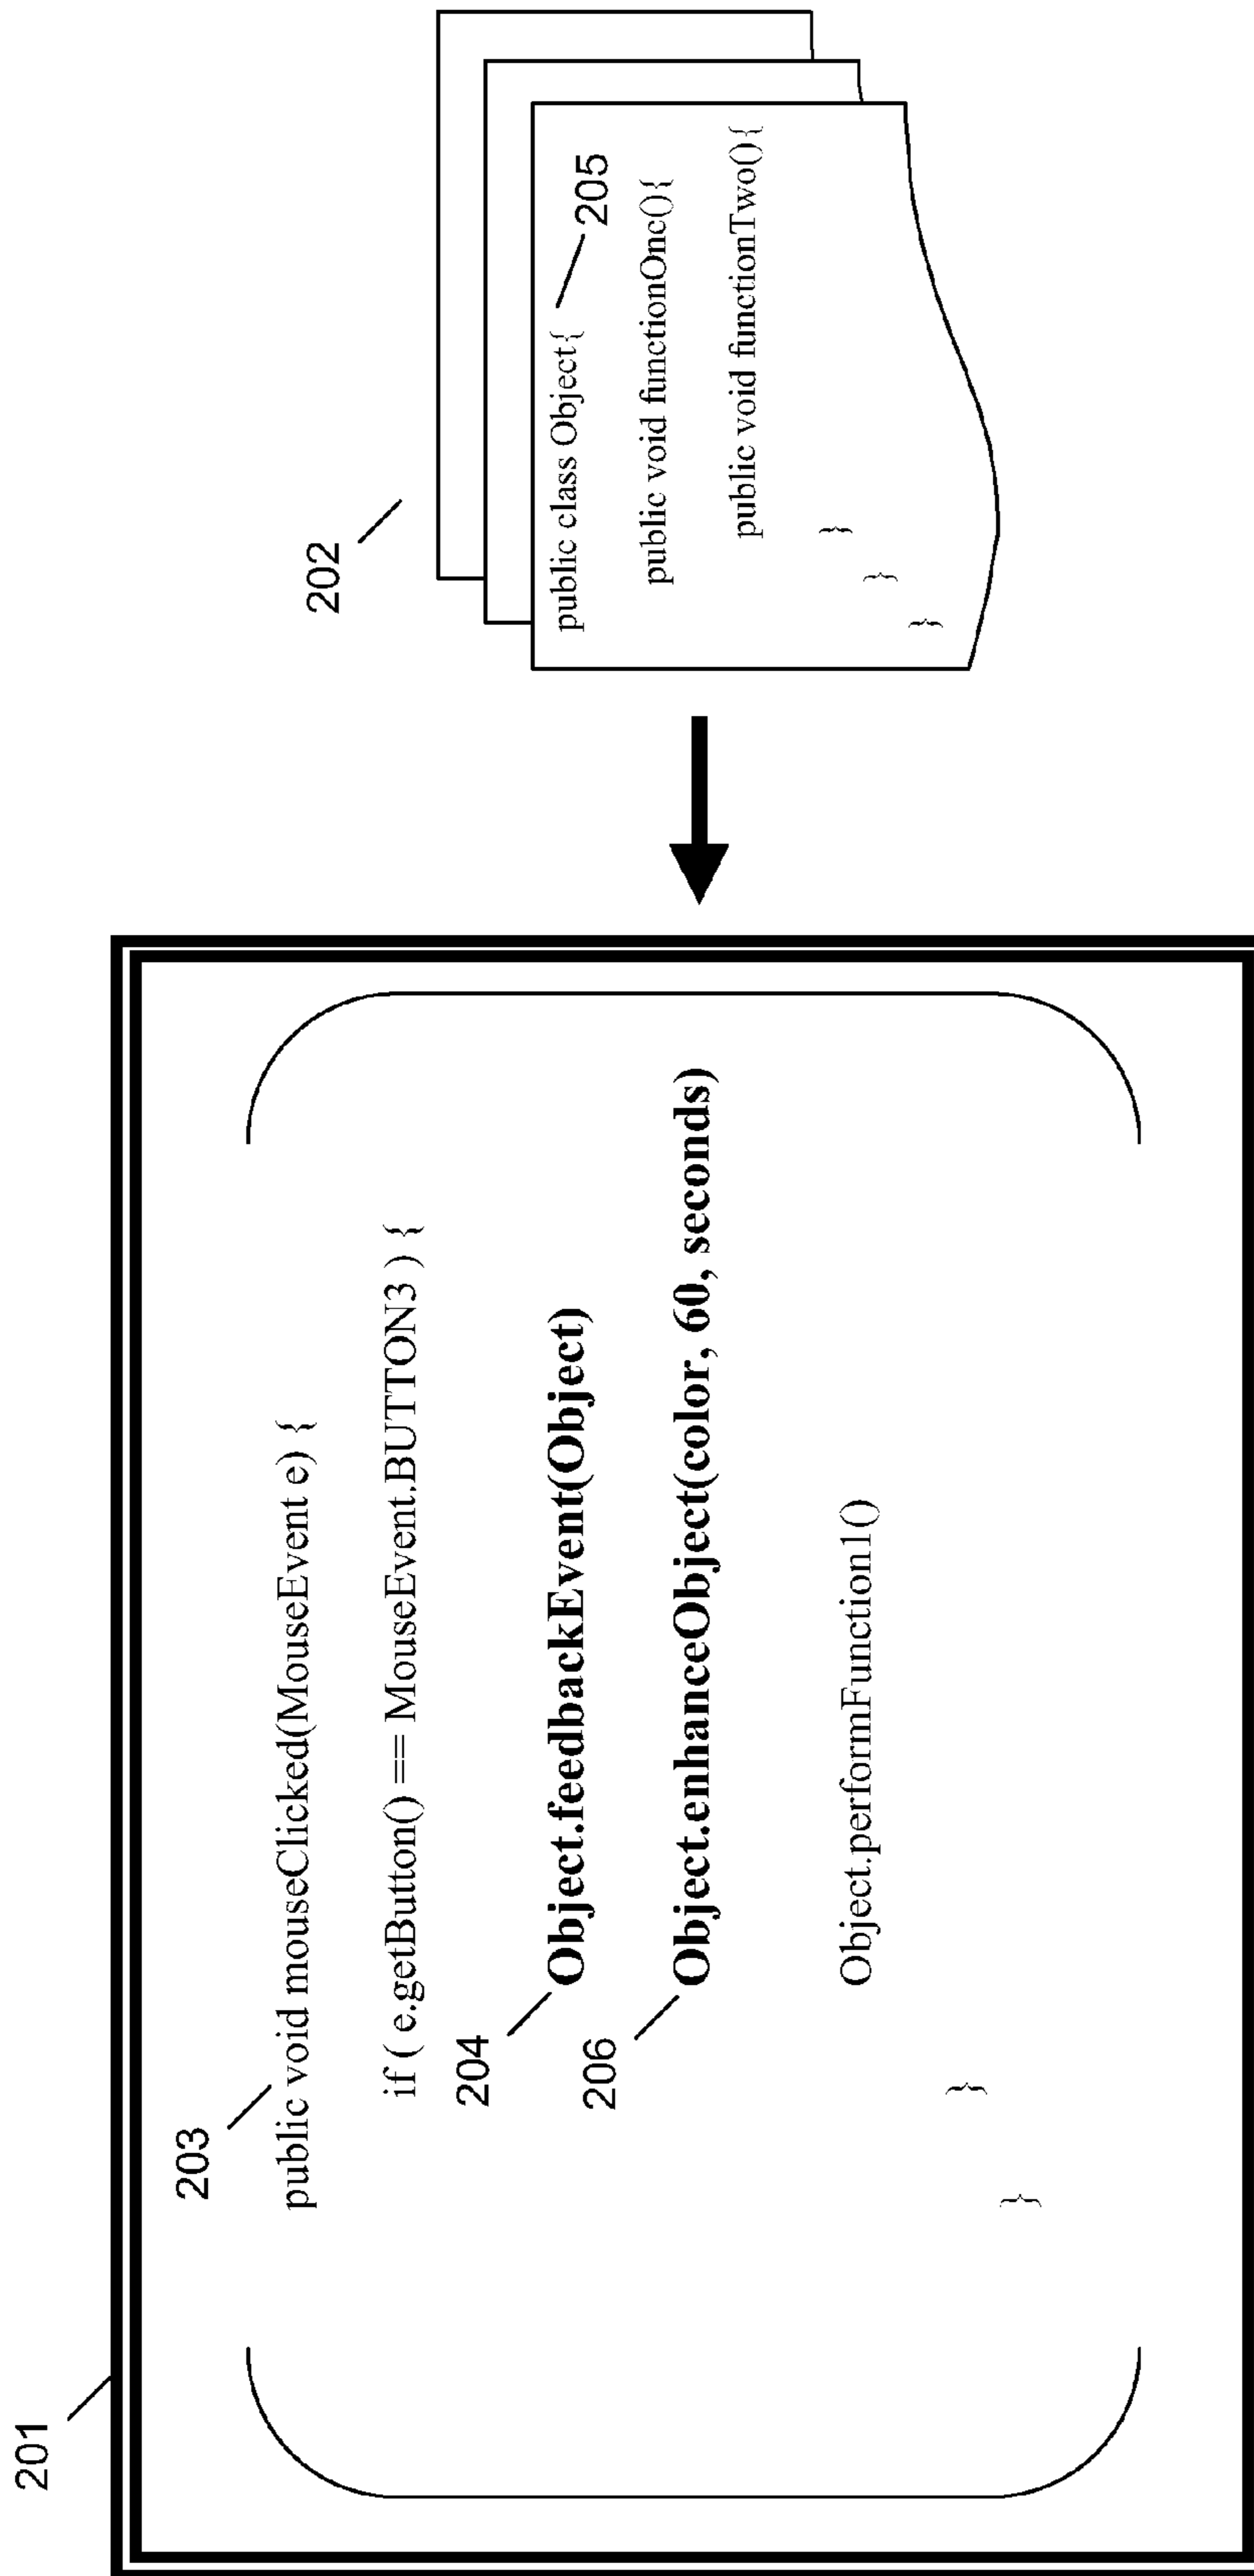 201
203
public void mouseClicked(MouseEvent e) {
if ( e.getButton() == MouseEvent.BUTTON3 ) {
204
Object.feedbackEvent(Object)
206
Object.enhanceObject(color, 60, seconds)
Object.performFunction1()
}
}
202
public class Object{
205
public void functionOne(){
public void functionTwo(){
}
}
}